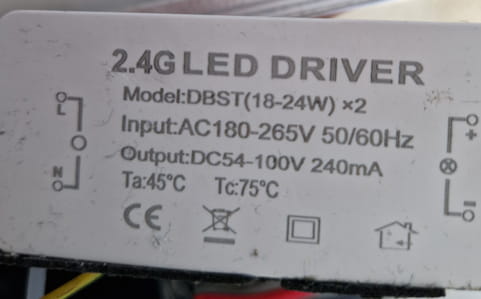 2.4G LED DRIVER
Model:DBST(18-24W) ×2
Input:AC180-265V 50/60Hz
Output:DC54-100V 240mA
Ta:45°C Tc:75°C
CE
L
N
+
-